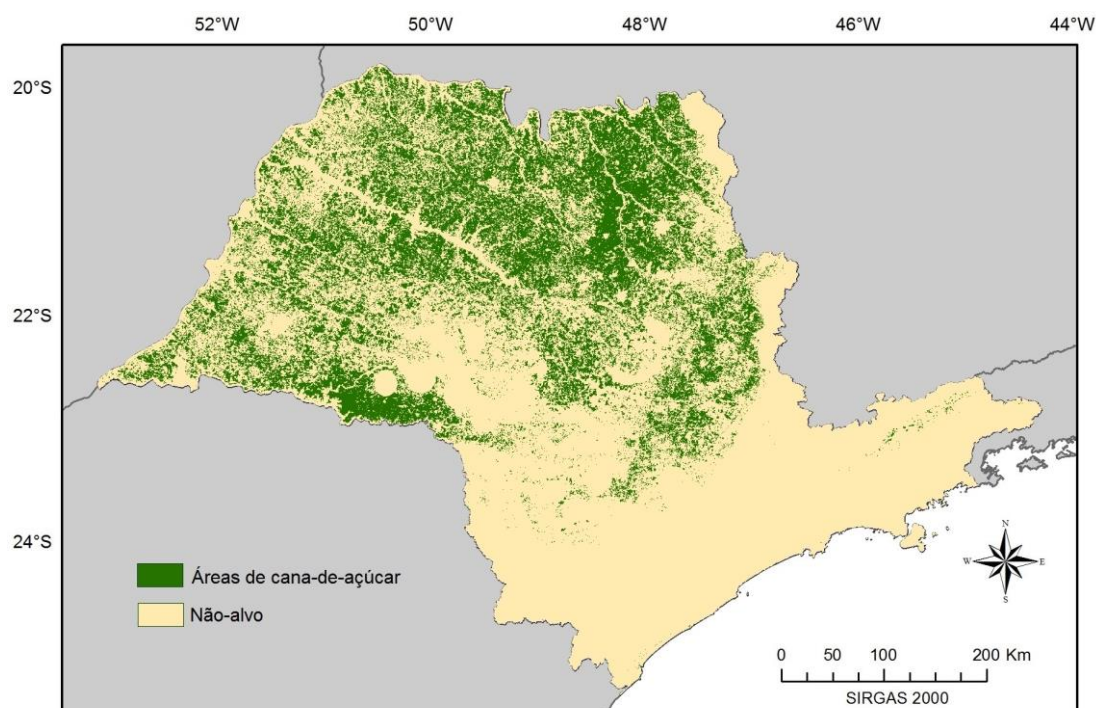 52°W 50°W 48°W 46°W 44°W
20°S
22°S
24°S
Áreas de cana-de-açúcar
Não-alvo
N
W E
S
0 50 100 200 Km
SIRGAS 2000